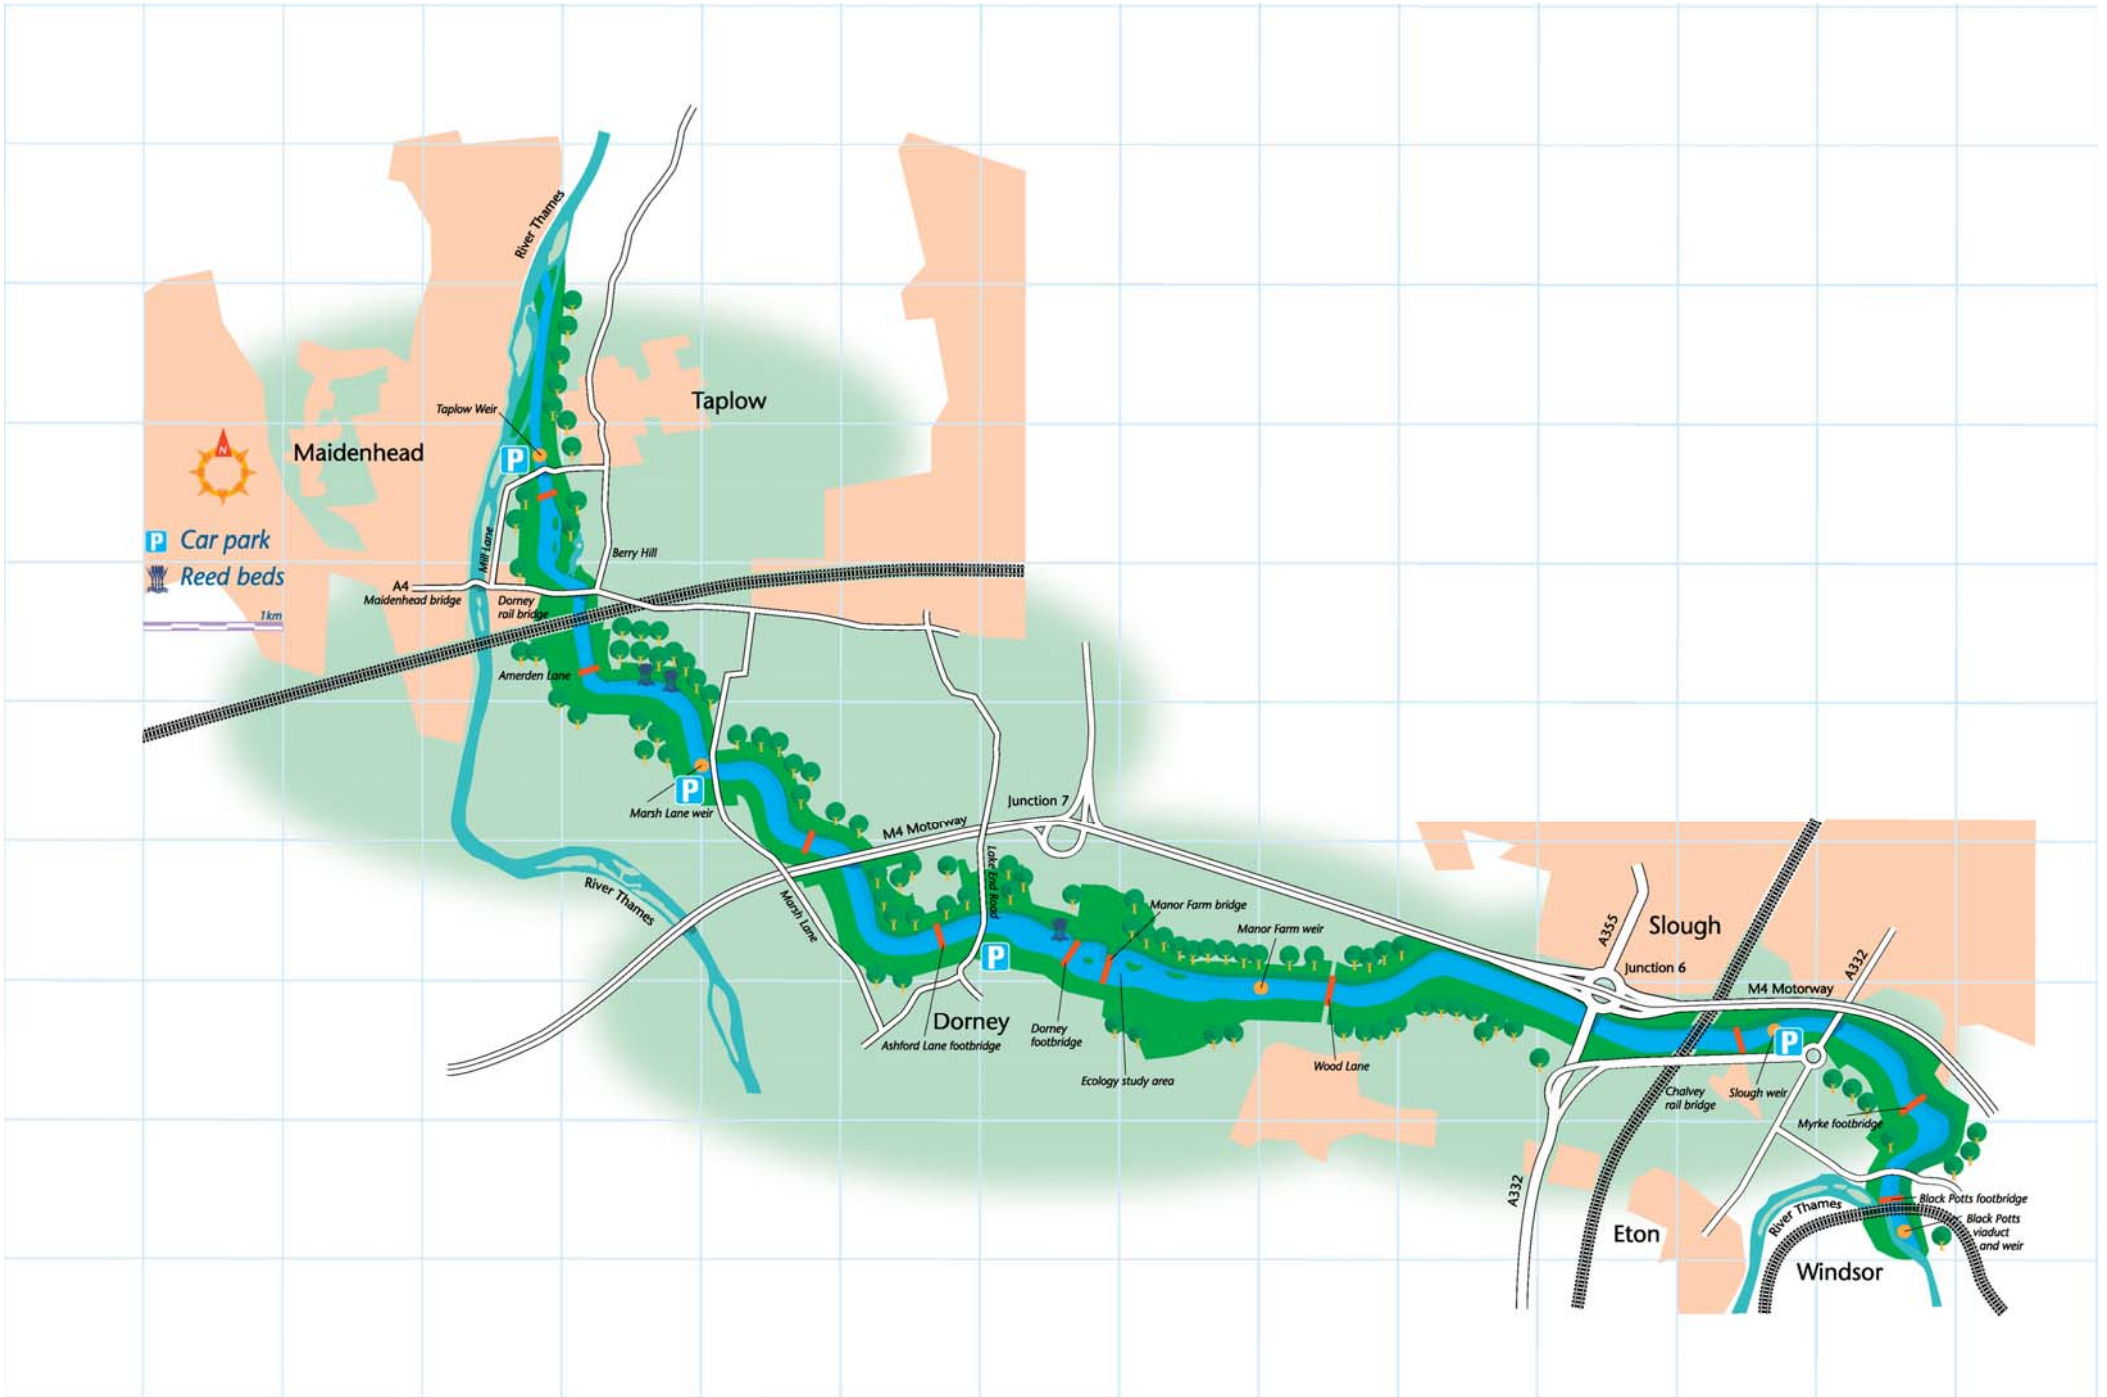 River Thames
Taplow
Taplow Weir
Maidenhead
P
N
P Car park
Reed beds
1km
Mill Lane
Berry Hill
A4
Maidenhead bridge
Dorney
rail bridge
Amerden Lane
P
Marsh Lane weir
Junction 7
M4 Motorway
River Thames
Marsh Lane
Lake End Road
Manor Farm bridge
Manor Farm weir
P
Dorney
Ashford Lane footbridge
Dorney
footbridge
Ecology study area
Wood Lane
A355
Slough
Junction 6
A332
M4 Motorway
P
Chalvey
rail bridge
Slough weir
Myrke footbridge
A332
Black Potts footbridge
River Thames
Black Potts
viaduct
and weir
Eton
Windsor